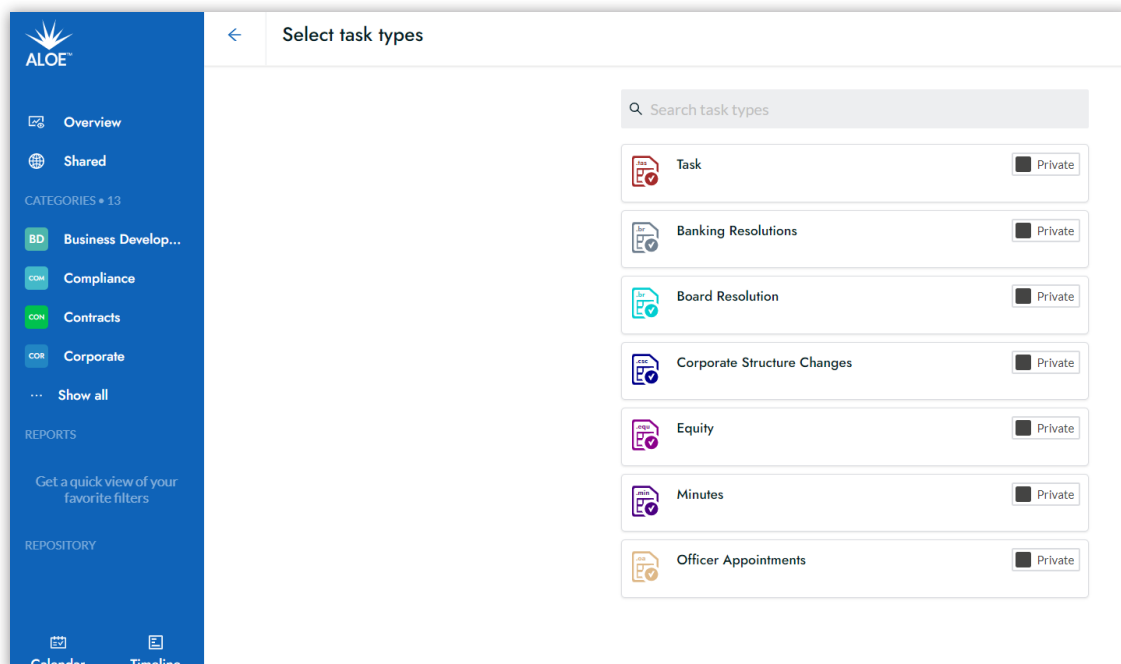 ALOE™
Select task types
Overview
Shared
CATEGORIES • 13
BD Business Develop...
COM Compliance
CON Contracts
COR Corporate
... Show all
REPORTS
Get a quick view of your
favorite filters
REPOSITORY
Calendar Timeline
Search task types
.tas Task Private
.br Banking Resolutions Private
.br Board Resolution Private
.csc Corporate Structure Changes Private
.equ Equity Private
.min Minutes Private
Officer Appointments Private